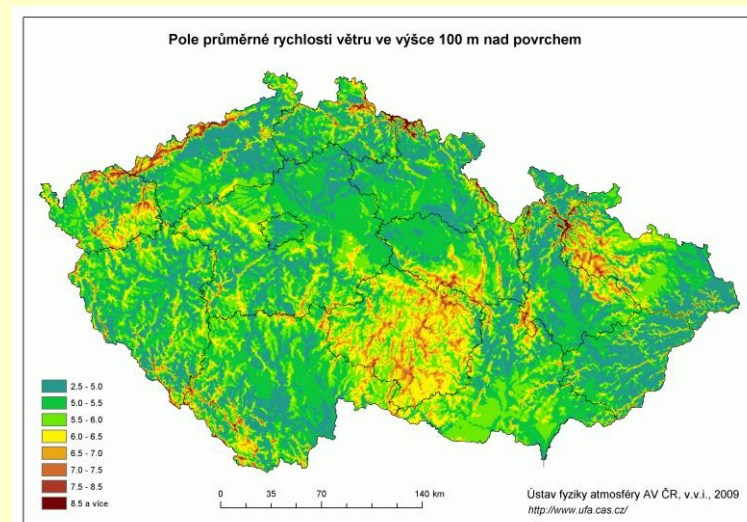 Pole průměrné rychlosti větru ve výšce 100 m nad povrchem
2.5 - 5.0
5.0 - 5.5
5.5 - 6.0
6.0 - 6.5
6.5 - 7.0
7.0 - 7.5
7.5 - 8.5
8.5 a více
0 35 70 140 km
Ústav fyziky atmosféry AV ČR, v.v.i., 2009
http://www.ufa.cas.cz/